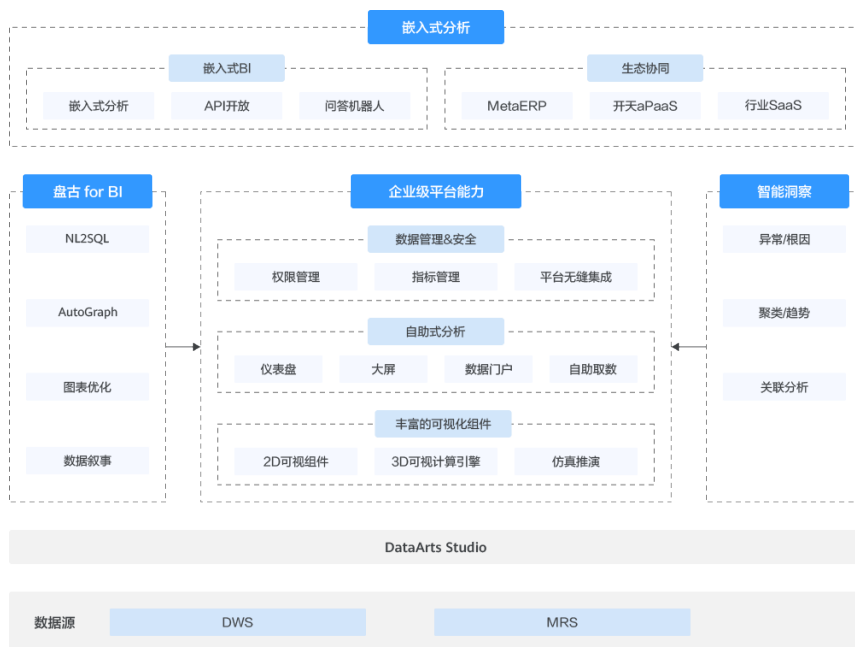 嵌入式分析
嵌入式BI
生态协同
嵌入式分析
API开放
问答机器人
MetaERP
开天aPaaS
行业SaaS
盘古 for BI
NL2SQL
AutoGraph
图表优化
数据叙事
企业级平台能力
数据管理&安全
权限管理
指标管理
平台无缝集成
自助式分析
仪表盘
大屏
数据门户
自助取数
丰富的可视化组件
2D可视组件
3D可视计算引擎
仿真推演
智能洞察
异常/根因
聚类/趋势
关联分析
DataArts Studio
数据源
DWS
MRS